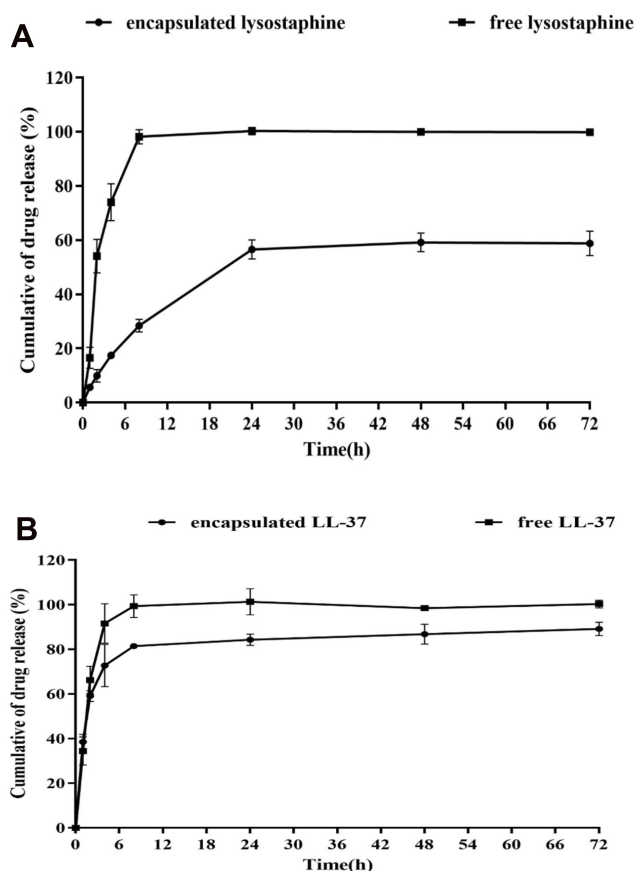 A
encapsulated lysostaphine free lysostaphine
120
100
80
60
40
20
0
Cumulative of drug release (%)
0 6 12 18 24 30 36 42 48 54 60 66 72
Time(h)
B
encapsulated LL-37 free LL-37
120
100
80
60
40
20
0
Cumulative of drug release (%)
0 6 12 18 24 30 36 42 48 54 60 66 72
Time(h)